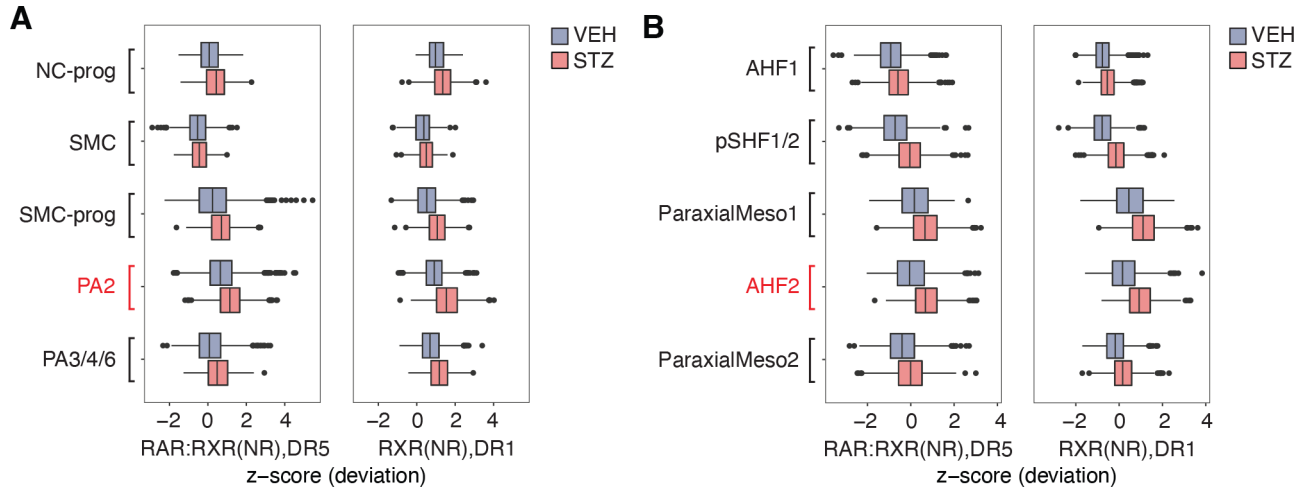 A
NC-prog
SMC
SMC-prog
PA2
PA3/4/6
−2 0 2 4
RAR:RXR(NR),DR5
−2 0 2 4
RXR(NR),DR1
z−score (deviation)
VEH
STZ
B
AHF1
pSHF1/2
ParaxialMeso1
AHF2
ParaxialMeso2
−2 0 2 4
RAR:RXR(NR),DR5
−2 0 2 4
RXR(NR),DR1
z−score (deviation)
VEH
STZ